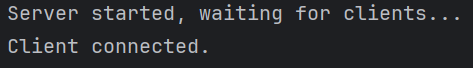 Server started, waiting for clients...
Client connected.